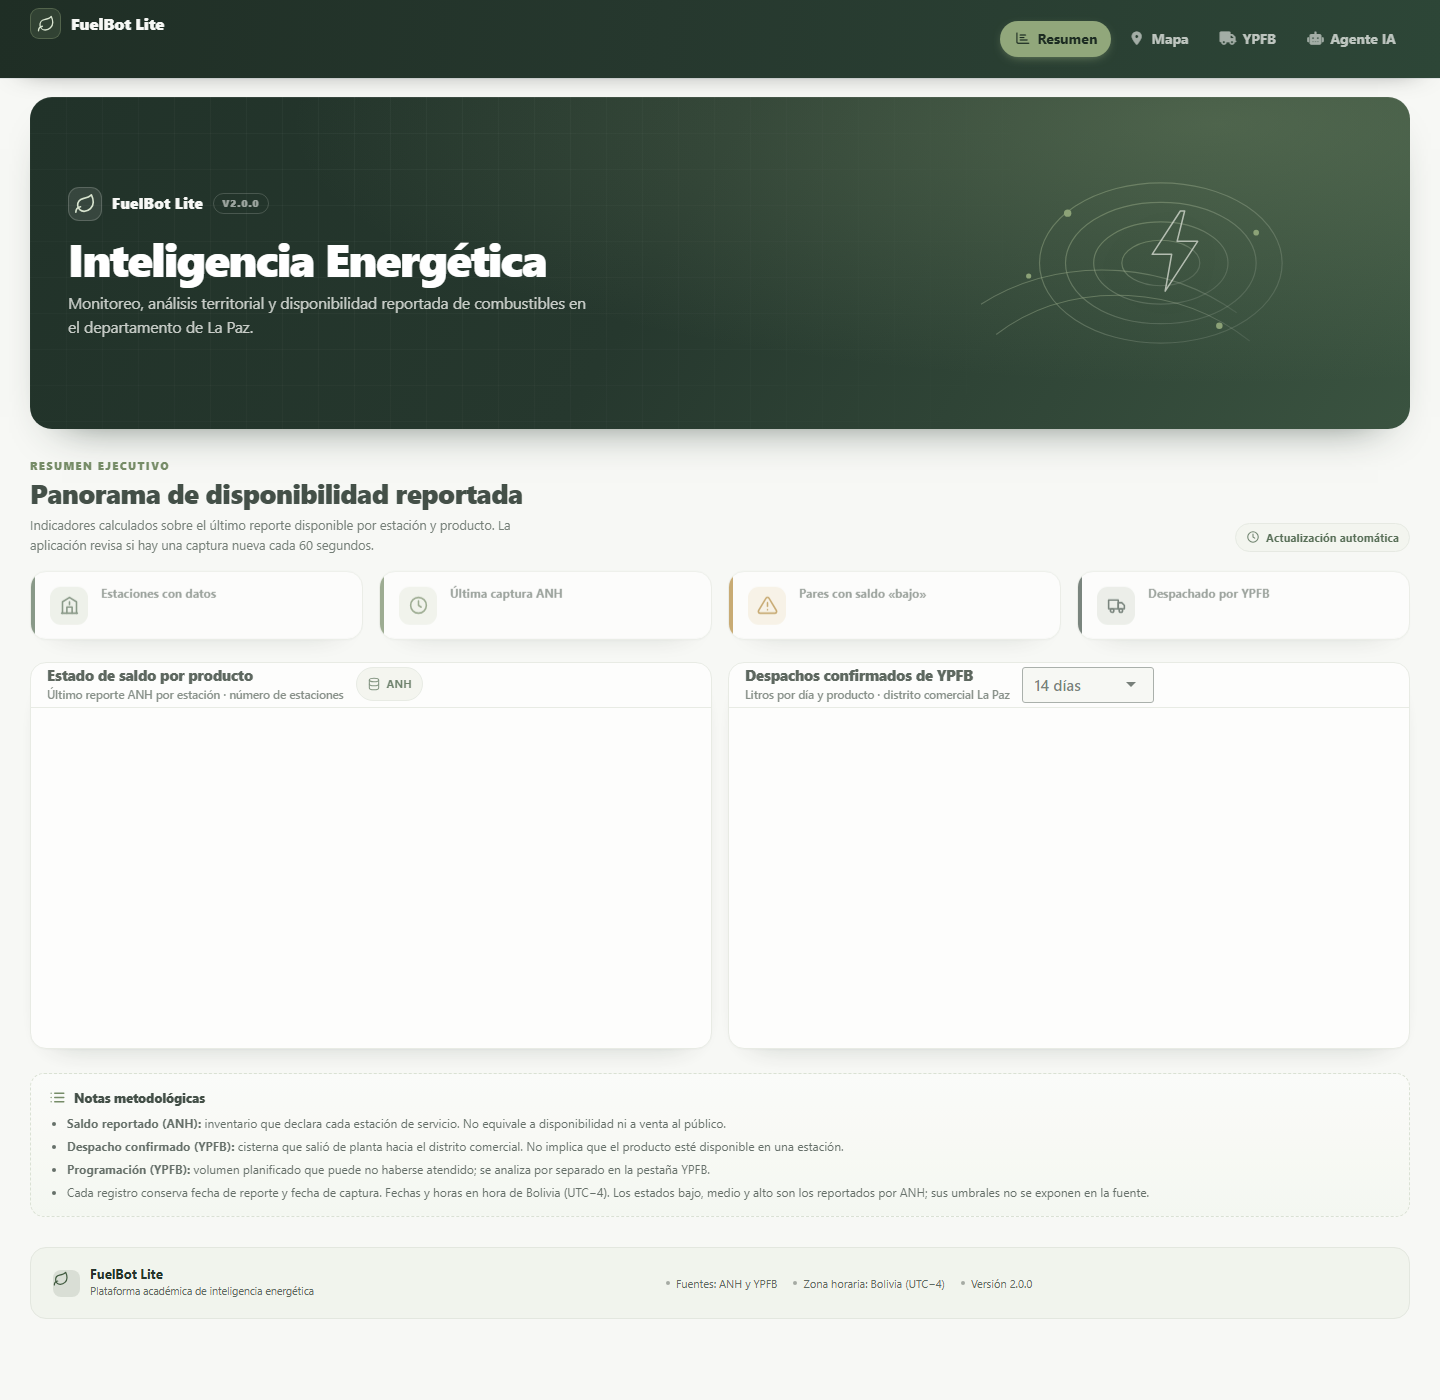 FuelBot Lite
Resumen
Mapa
YPFB
Agente IA
FuelBot Lite
V2.0.0
Inteligencia Energética
Monitoreo, análisis territorial y disponibilidad reportada de combustibles en
el departamento de La Paz.
RESUMEN EJECUTIVO
Panorama de disponibilidad reportada
Indicadores calculados sobre el último reporte disponible por estación y producto. La
aplicación revisa si hay una captura nueva cada 60 segundos.
Actualización automática
Estaciones con datos
Última captura ANH
Pares con saldo «bajo»
Despachado por YPFB
Estado de saldo por producto
Último reporte ANH por estación · número de estaciones
ANH
Despachos confirmados de YPFB
Litros por día y producto · distrito comercial La Paz
14 días
Notas metodológicas
• Saldo reportado (ANH): inventario que declara cada estación de servicio. No equivale a disponibilidad ni a venta al público.
• Despacho confirmado (YPFB): cisterna que salió de planta hacia el distrito comercial. No implica que el producto esté disponible en una estación.
• Programación (YPFB): volumen planificado que puede no haberse atendido; se analiza por separado en la pestaña YPFB.
• Cada registro conserva fecha de reporte y fecha de captura. Fechas y horas en hora de Bolivia (UTC−4). Los estados bajo, medio y alto son los reportados por ANH; sus umbrales no se exponen en la fuente.
FuelBot Lite
Plataforma académica de inteligencia energética
Fuentes: ANH y YPFB
Zona horaria: Bolivia (UTC−4)
Versión 2.0.0